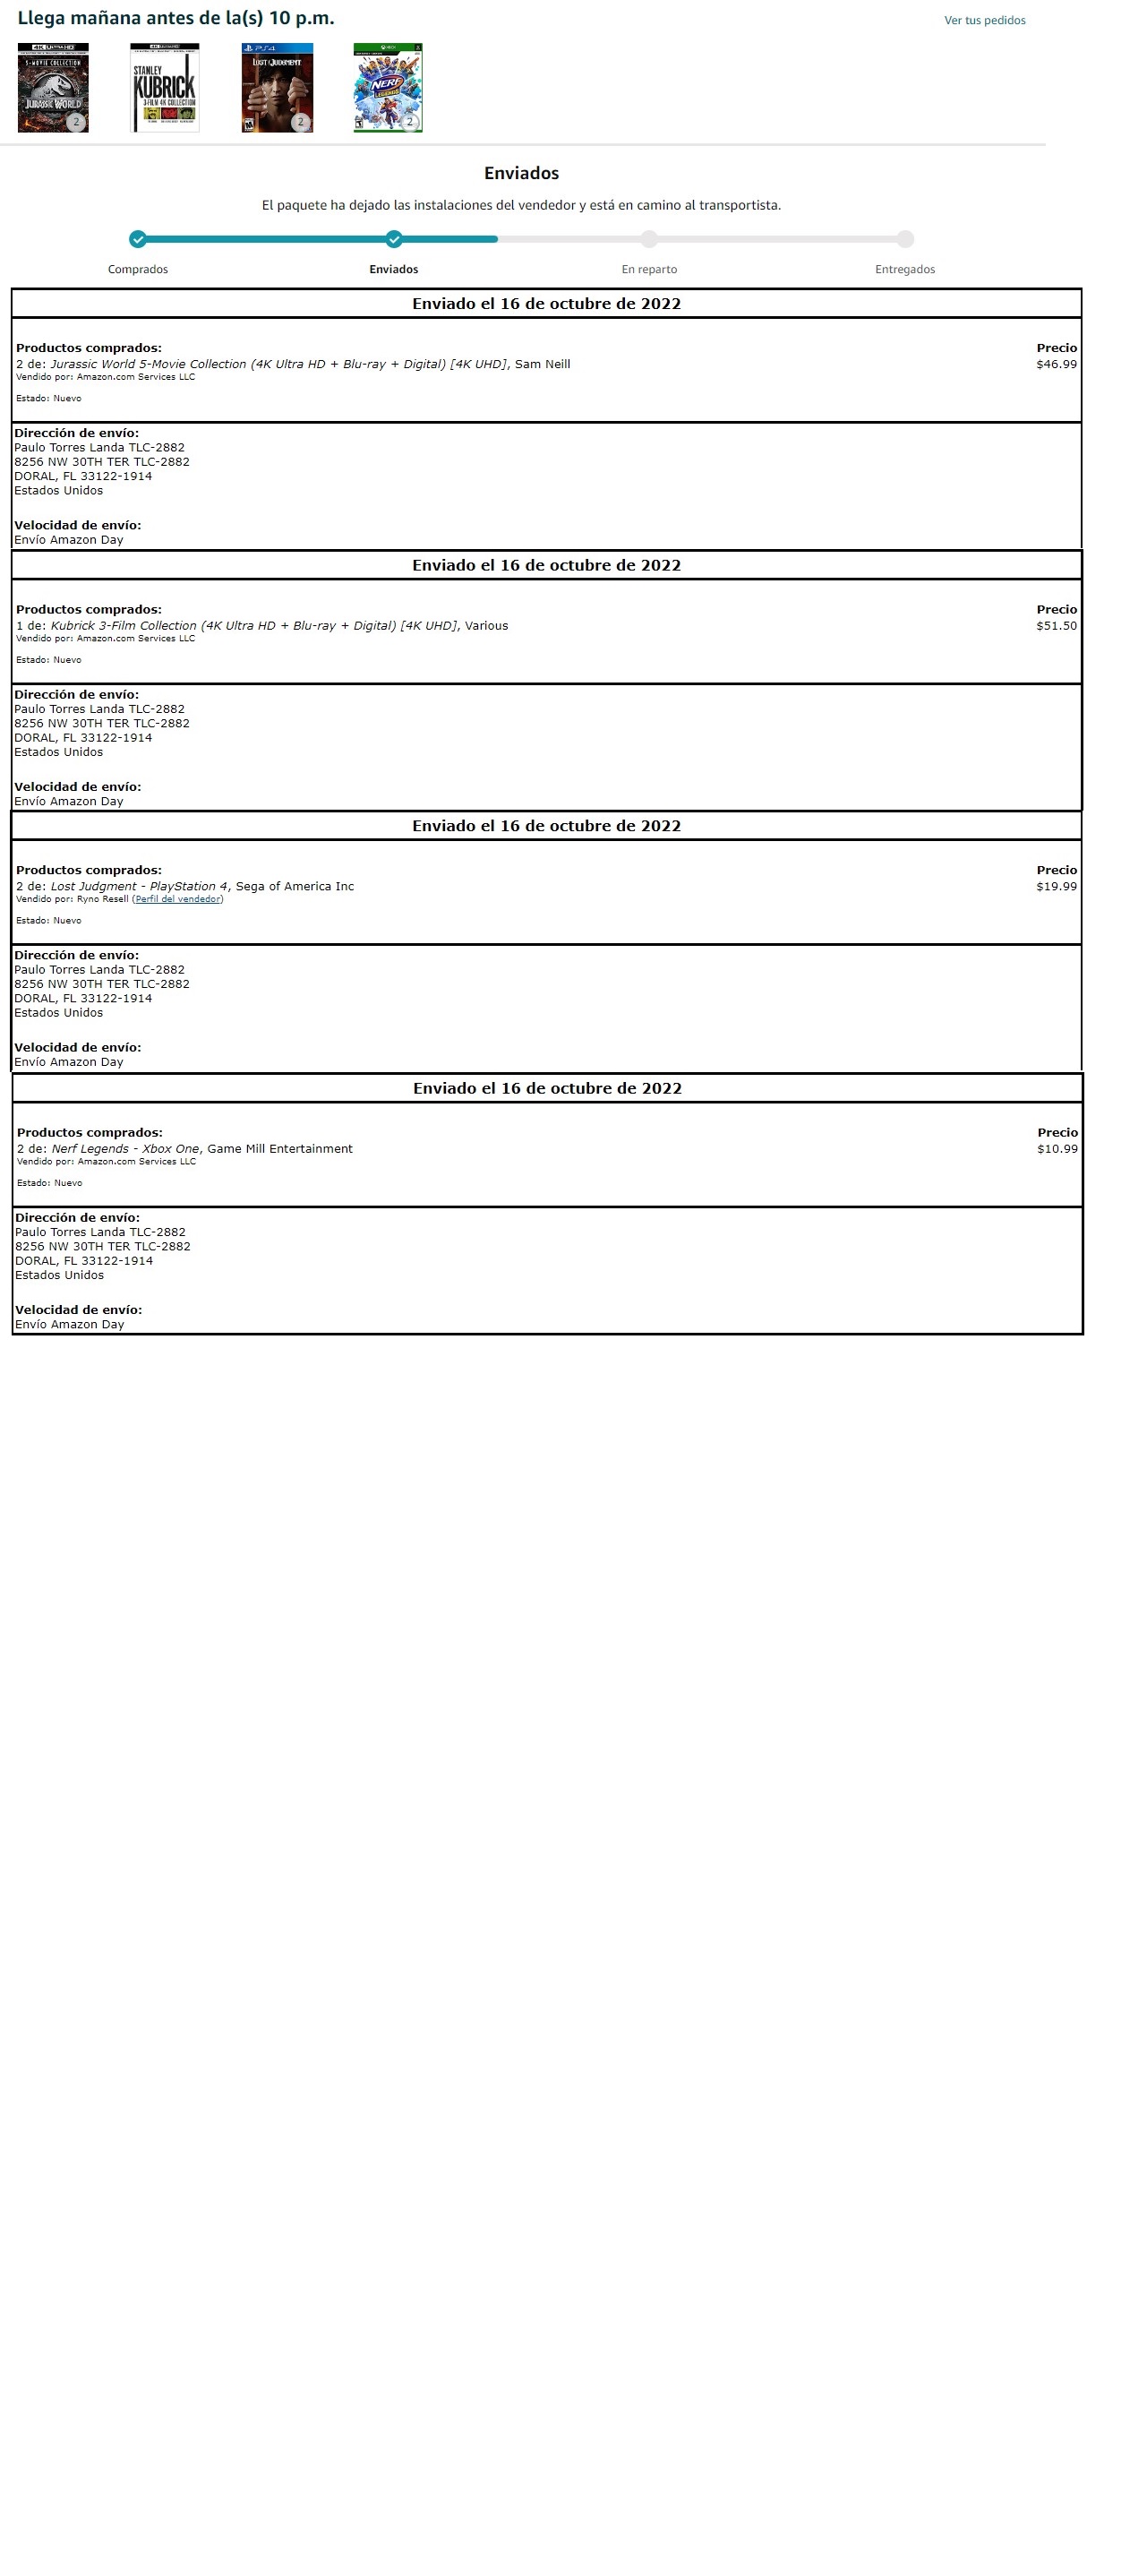 Llega mañana antes de la(s) 10 p.m.
Ver tus pedidos
4K ULTRA HD
5-MOVIE COLLECTION
JURASSIC WORLD
2
STANLEY
KUBRICK
3-FILM 4K COLLECTION
PS4
LOST JUDGMENT
2
XBOX
NERF
LEGENDS
2
Enviados
El paquete ha dejado las instalaciones del vendedor y está en camino al transportista.
Comprados Enviados En reparto Entregados
Enviado el 16 de octubre de 2022
Productos comprados: Precio
2 de: Jurassic World 5-Movie Collection (4K Ultra HD + Blu-ray + Digital) [4K UHD], Sam Neill $46.99
Vendido por: Amazon.com Services LLC
Estado: Nuevo
Dirección de envío:
Paulo Torres Landa TLC-2882
8256 NW 30TH TER TLC-2882
DORAL, FL 33122-1914
Estados Unidos
Velocidad de envío:
Envío Amazon Day
Enviado el 16 de octubre de 2022
Productos comprados: Precio
1 de: Kubrick 3-Film Collection (4K Ultra HD + Blu-ray + Digital) [4K UHD], Various $51.50
Vendido por: Amazon.com Services LLC
Estado: Nuevo
Dirección de envío:
Paulo Torres Landa TLC-2882
8256 NW 30TH TER TLC-2882
DORAL, FL 33122-1914
Estados Unidos
Velocidad de envío:
Envío Amazon Day
Enviado el 16 de octubre de 2022
Productos comprados: Precio
2 de: Lost Judgment - PlayStation 4, Sega of America Inc $19.99
Vendido por: Ryno Resell (Perfil del vendedor)
Estado: Nuevo
Dirección de envío:
Paulo Torres Landa TLC-2882
8256 NW 30TH TER TLC-2882
DORAL, FL 33122-1914
Estados Unidos
Velocidad de envío:
Envío Amazon Day
Enviado el 16 de octubre de 2022
Productos comprados: Precio
2 de: Nerf Legends - Xbox One, Game Mill Entertainment $10.99
Vendido por: Amazon.com Services LLC
Estado: Nuevo
Dirección de envío:
Paulo Torres Landa TLC-2882
8256 NW 30TH TER TLC-2882
DORAL, FL 33122-1914
Estados Unidos
Velocidad de envío:
Envío Amazon Day